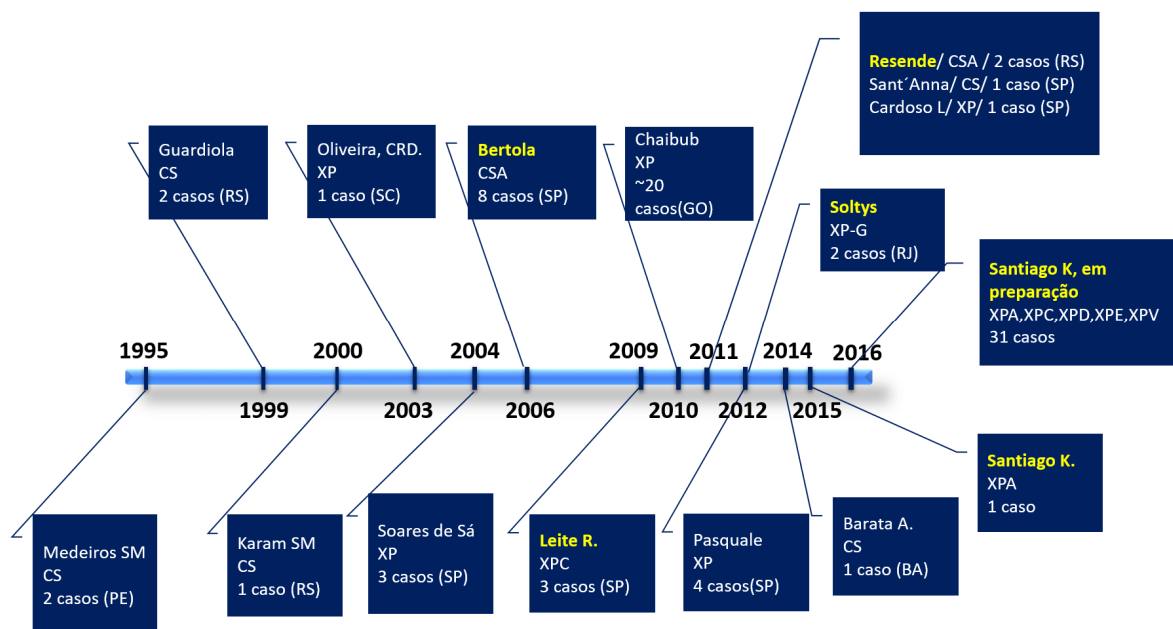 Resende/ CSA / 2 casos (RS)
Sant´Anna/ CS/ 1 caso (SP)
Cardoso L/ XP/ 1 caso (SP)
Guardiola
CS
2 casos (RS)
Oliveira, CRD.
XP
1 caso (SC)
Bertola
CSA
8 casos (SP)
Chaibub
XP
~20
casos(GO)
Soltys
XP-G
2 casos (RJ)
Santiago K, em
preparação
XPA,XPC,XPD,XPE,XPV
31 casos
1995
2000
2004
2009
2011
2014
2016
1999
2003
2006
2010
2012
2015
Medeiros SM
CS
2 casos (PE)
Karam SM
CS
1 caso (RS)
Soares de Sá
XP
3 casos (SP)
Leite R.
XPC
3 casos (SP)
Pasquale
XP
4 casos(SP)
Barata A.
CS
1 caso (BA)
Santiago K.
XPA
1 caso